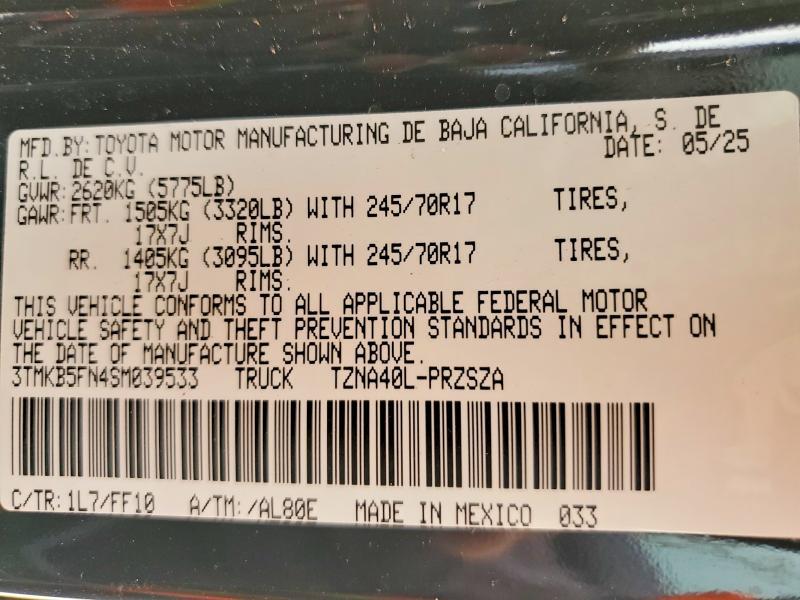 MFD.BY:TOYOTA MOTOR MANUFACTURING DE BAJA CALIFORNIA, S. DE
R.L. DE C.V. DATE: 05/25
GVWR:2620KG (5775LB)
GAWR:FRT. 1505KG (3320LB) WITH 245/70R17 TIRES,
17X7J RIMS.
RR. 1405KG (3095LB) WITH 245/70R17 TIRES,
17X7J RIMS.
THIS VEHICLE CONFORMS TO ALL APPLICABLE FEDERAL MOTOR
VEHICLE SAFETY AND THEFT PREVENTION STANDARDS IN EFFECT ON
THE DATE OF MANUFACTURE SHOWN ABOVE.
3TMKB5FN4SM039533 TRUCK TZNA40L-PRZSZA
C/TR:1L7/FF10 A/TM:/AL80E MADE IN MEXICO 033